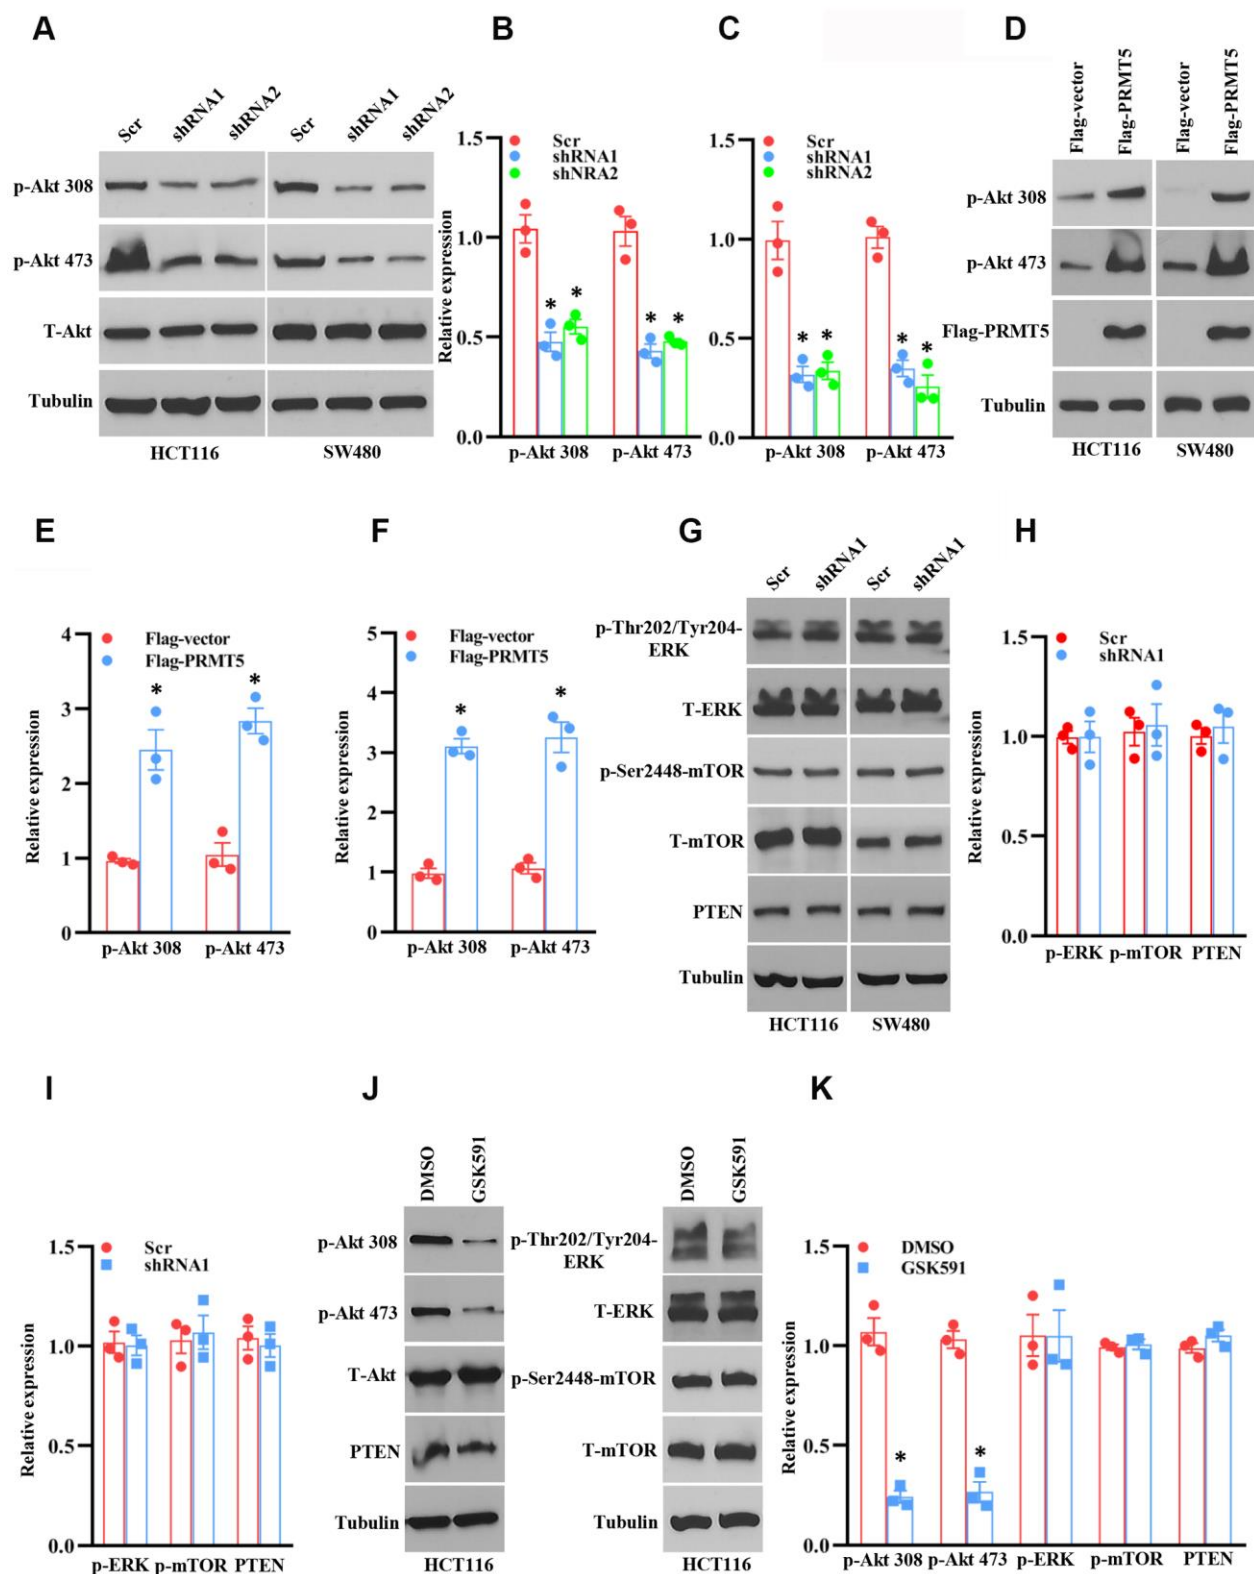 A
B
C
D
Scr
shRNA1
shRNA2
Scr
shRNA1
shRNA2
p-Akt 308
p-Akt 473
T-Akt
Tubulin
HCT116
SW480
Relative expression
1.5
1.0
0.5
0.0
Scr
shRNA1
shNRA2
* * * *
p-Akt 308
p-Akt 473
1.5
1.0
0.5
0.0
Scr
shRNA1
shRNA2
* * * *
p-Akt 308
p-Akt 473
Flag-vector
Flag-PRMT5
Flag-vector
Flag-PRMT5
p-Akt 308
p-Akt 473
Flag-PRMT5
Tubulin
HCT116
SW480
E
F
G
H
Relative expression
4
3
2
1
0
Flag-vector
Flag-PRMT5
* *
p-Akt 308
p-Akt 473
Relative expression
5
4
3
2
1
0
Flag-vector
Flag-PRMT5
* *
p-Akt 308
p-Akt 473
Scr
shRNA1
Scr
shRNA1
p-Thr202/Tyr204-
ERK
T-ERK
p-Ser2448-mTOR
T-mTOR
PTEN
Tubulin
HCT116
SW480
Relative expression
1.5
1.0
0.5
0.0
Scr
shRNA1
p-ERK
p-mTOR
PTEN
I
J
K
Relative expression
1.5
1.0
0.5
0.0
Scr
shRNA1
p-ERK
p-mTOR
PTEN
DMSO
GSK591
p-Akt 308
p-Akt 473
T-Akt
PTEN
Tubulin
HCT116
DMSO
GSK591
p-Thr202/Tyr204-
ERK
T-ERK
p-Ser2448-mTOR
T-mTOR
Tubulin
HCT116
Relative expression
1.5
1.0
0.5
0.0
DMSO
GSK591
* *
p-Akt 308
p-Akt 473
p-ERK
p-mTOR
PTEN